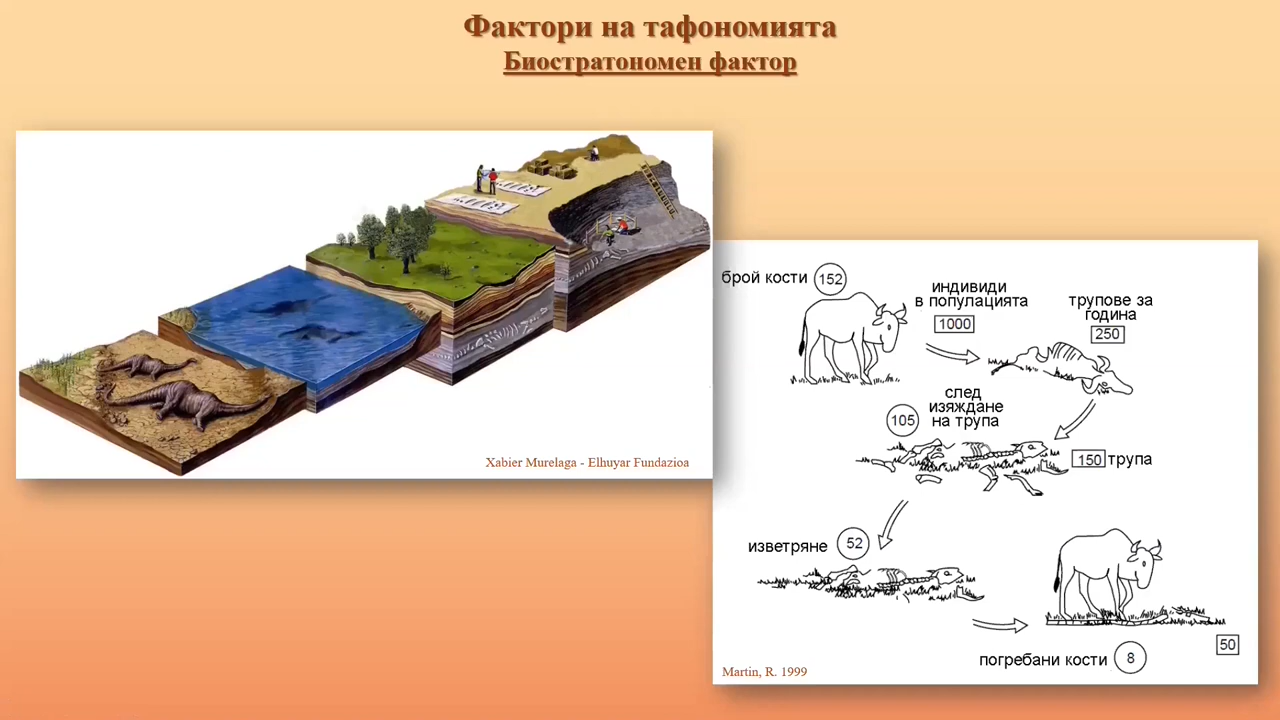 Фактори на тафономията
Биостратономен фактор
Xabier Murelaga - Elhuyar Fundazioa
брой кости 152
индивиди
в популацията
1000
трупове за
година
250
след
изяждане
на трупа
105
150 трупа
изветряне 52
50
погребани кости 8
Martin, R. 1999